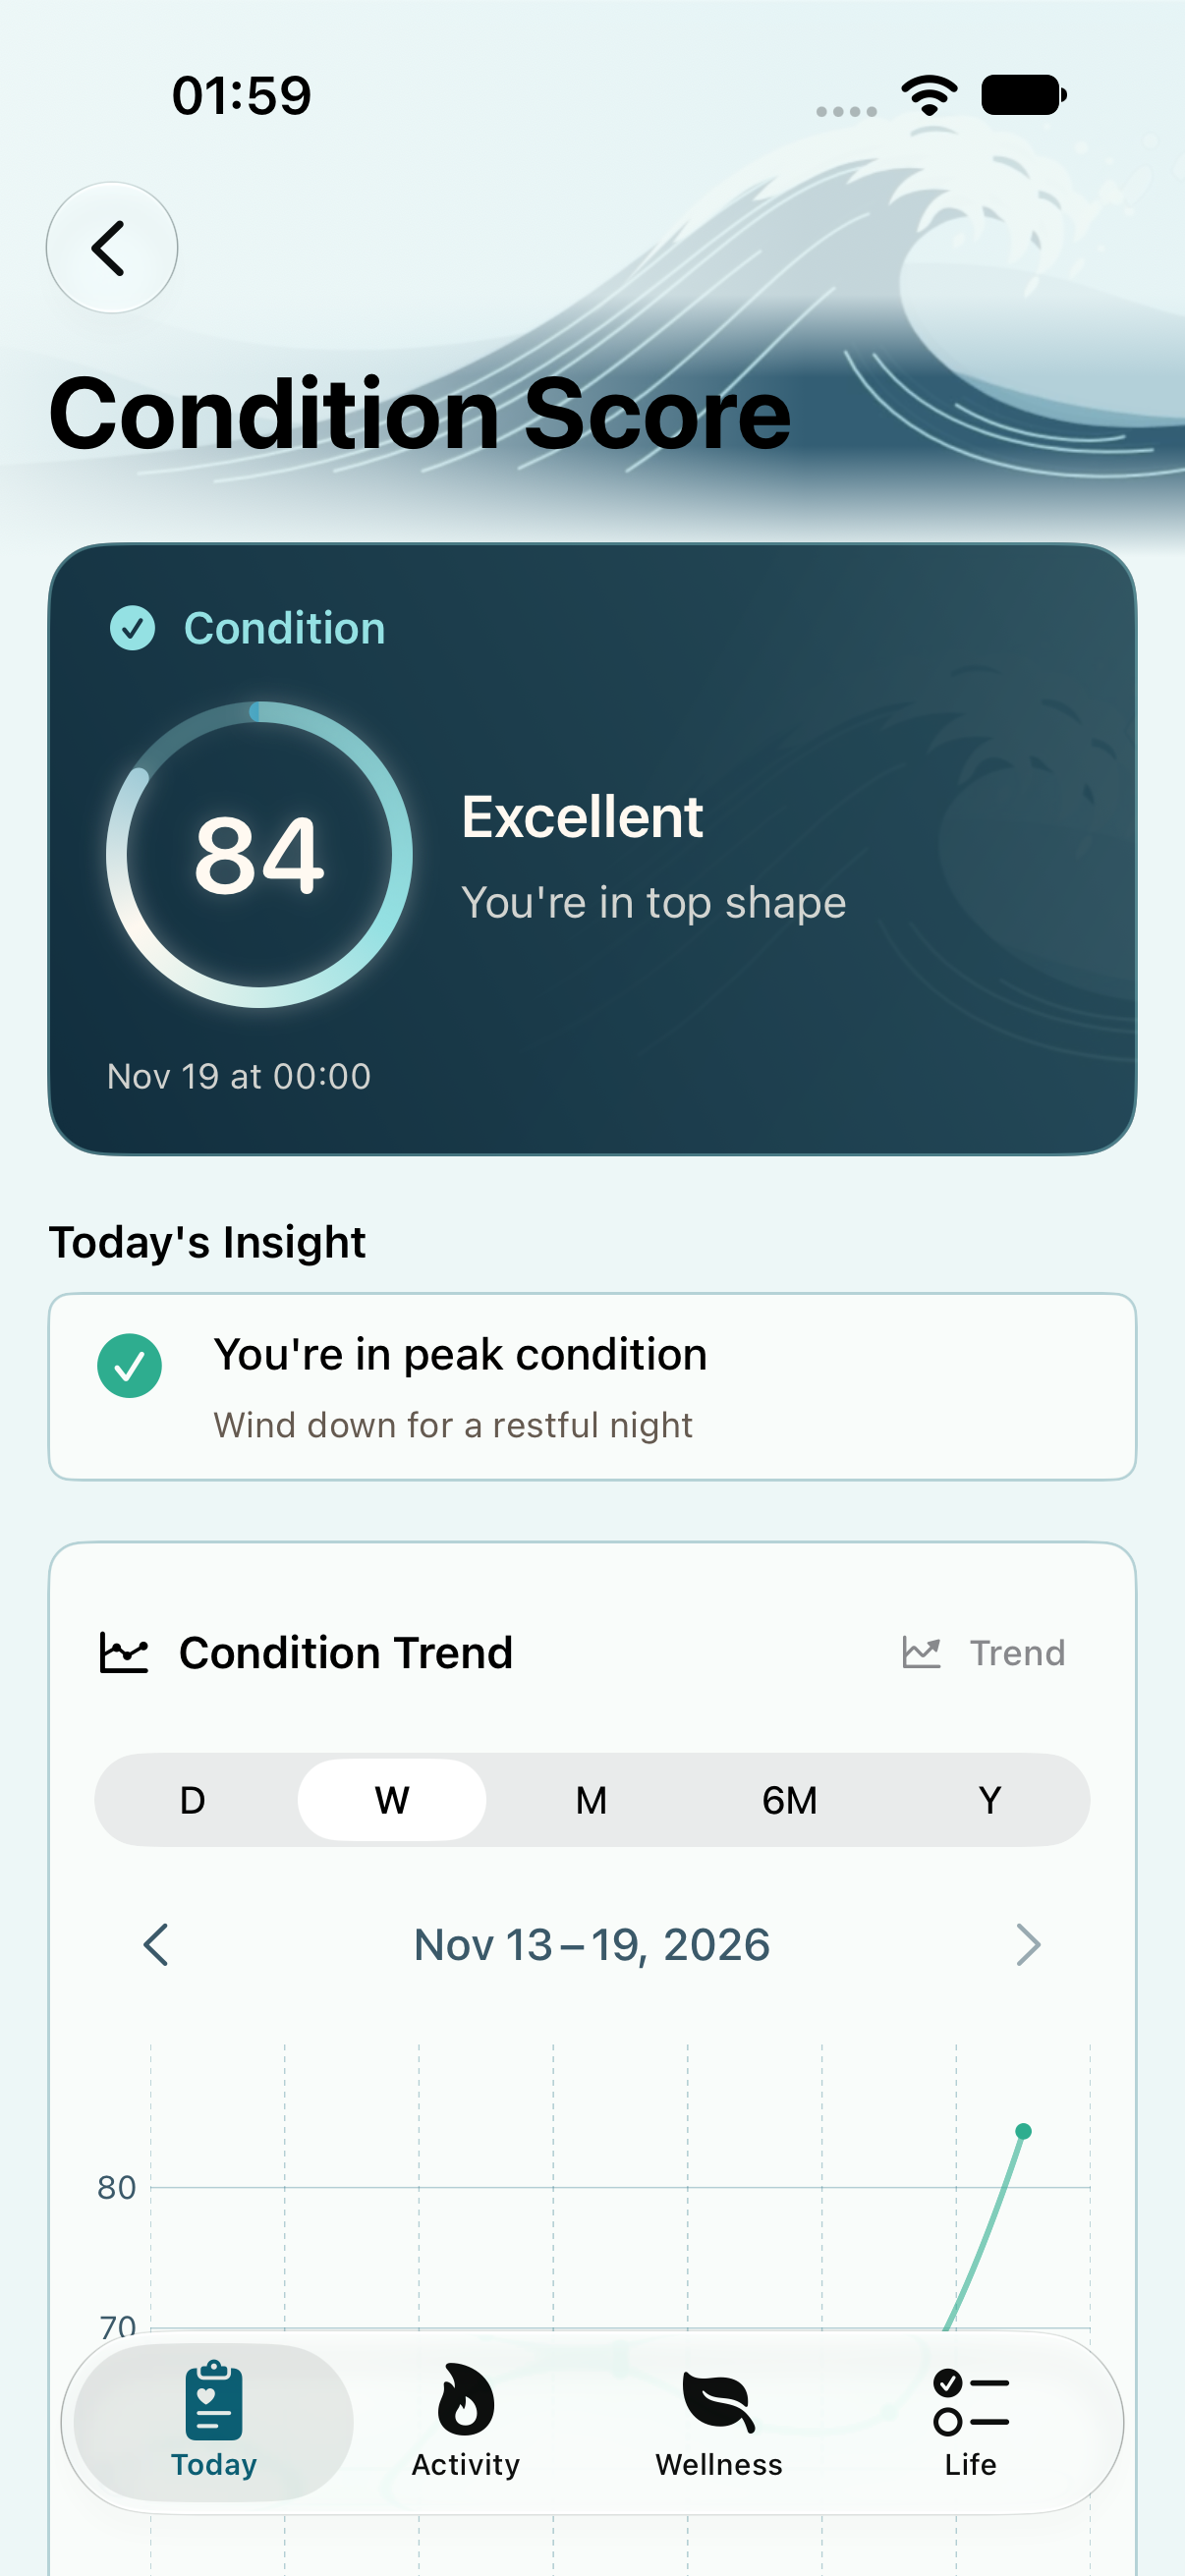 01:59
Condition Score
Condition
84
Excellent
You're in top shape
Nov 19 at 00:00
Today's Insight
You're in peak condition
Wind down for a restful night
Condition Trend
Trend
D W M 6M Y
Nov 13 – 19, 2026
80
70
Today Activity Wellness Life